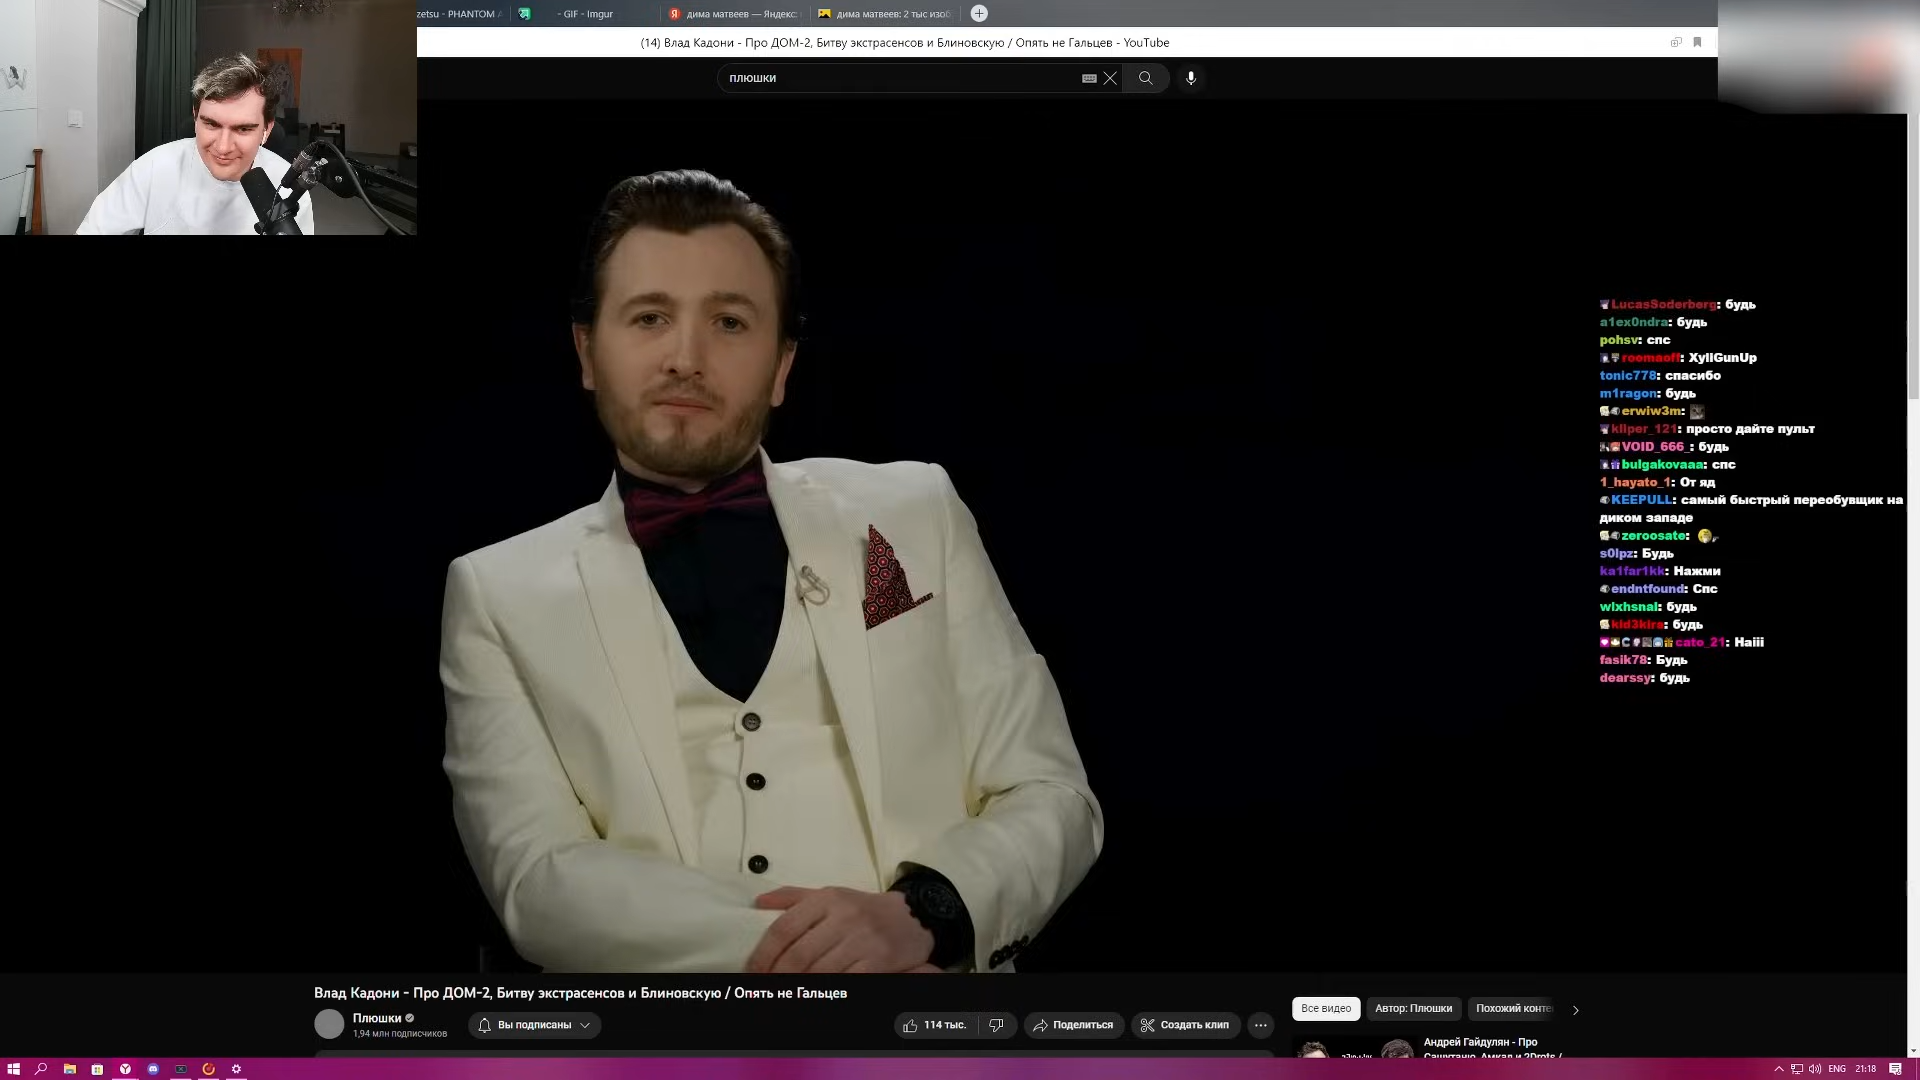 zetsu - PHANTOM
- GIF - Imgur
дима матвеев — Яндекс:
дима матвеев: 2 тыс изоб
(14) Влад Кадони - Про ДОМ-2, Битву экстрасенсов и Блиновскую / Опять не Гальцев - YouTube
плюшки
LucasSoderberg: будь
a1ex0ndra: будь
pohsv: спс
roomaoff: XyliGunUp
tonic778: спасибо
m1ragon: будь
erwiw3m:
kilper_121: просто дайте пульт
VOID_666_: будь
bulgakovaaa: спс
1_hayato_1: От яд
KEEPULL: самый быстрый переобувщик на
диком западе
zeroosate:
s0lpz: Будь
ka1far1kk: Нажми
endntfound: Спс
wlxhsnal: будь
kid3kira: будь
cato_21: Haiii
fasik78: Будь
dearssy: будь
Влад Кадони - Про ДОМ-2, Битву экстрасенсов и Блиновскую / Опять не Гальцев
Плюшки
1,94 млн подписчиков
Вы подписаны
114 тыс.
Поделиться
Создать клип
Все видео
Автор: Плюшки
Похожий конте
Андрей Гайдулян - Про
Сашутаню, Амкал и 2Drots /
ENG
21:18